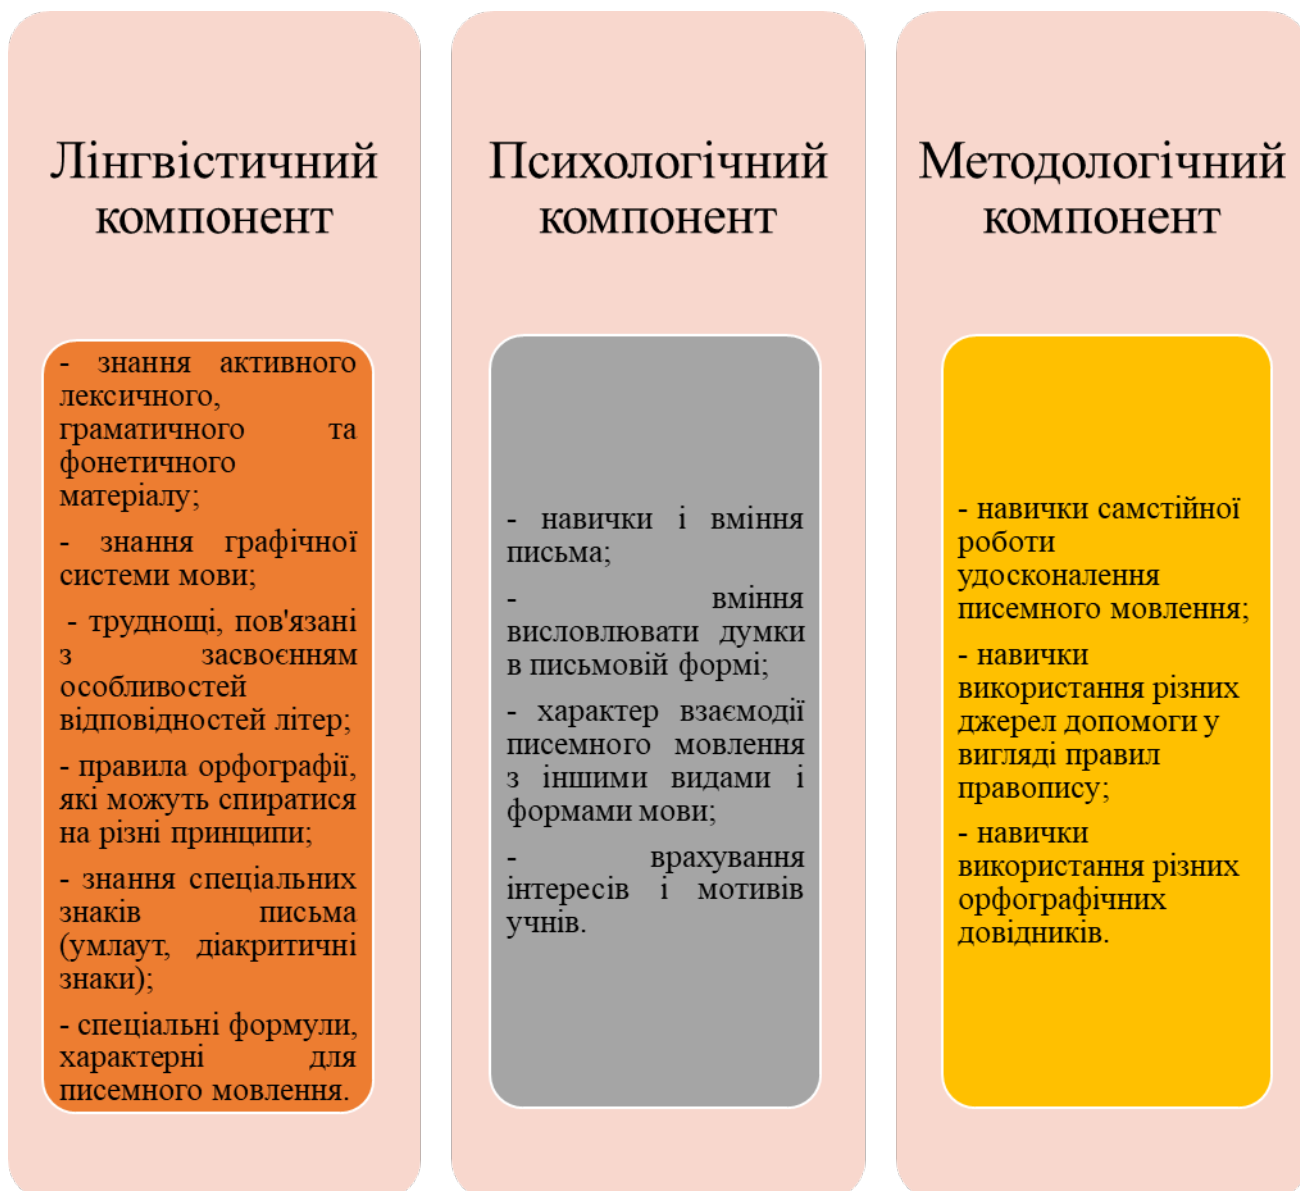 Лінгвістичний
компонент
- знання активного
лексичного,
граматичного та
фонетичного
матеріалу;
- знання графічної
системи мови;
- труднощі, пов'язані
з засвоєнням
особливостей
відповідностей літер;
- правила орфографії,
які можуть спиратися
на різні принципи;
- знання спеціальних
знаків письма
(умлаут, діакритичні
знаки);
- спеціальні формули,
характерні для
писемного мовлення.
Психологічний
компонент
- навички і вміння
письма;
- вміння
висловлювати думки
в письмовій формі;
- характер взаємодії
писемного мовлення
з іншими видами і
формами мови;
- врахування
інтересів і мотивів
учнів.
Методологічний
компонент
- навички самстійної
роботи
удосконалення
писемного мовлення;
- навички
використання різних
джерел допомоги у
вигляді правил
правопису;
- навички
використання різних
орфографічних
довідників.